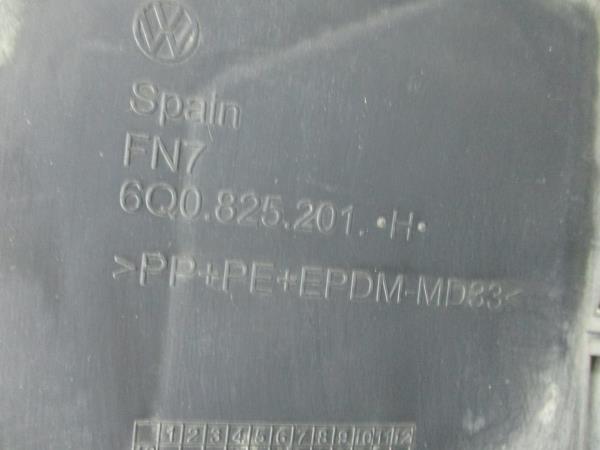 Spain
FN7
6Q0.825.201.•H•
>PP+PE+EPDM-MD33<
1 2 3 4 5 6 7 8 9 10 11 12